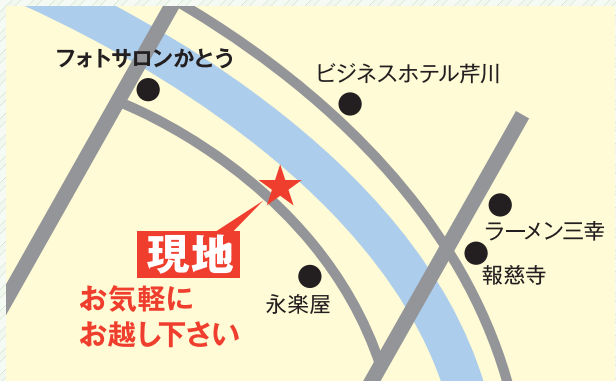 フォトサロンかとう
ビジネスホテル芹川
ラーメン三幸
報慈寺
現地
お気軽に
お越し下さい
永楽屋